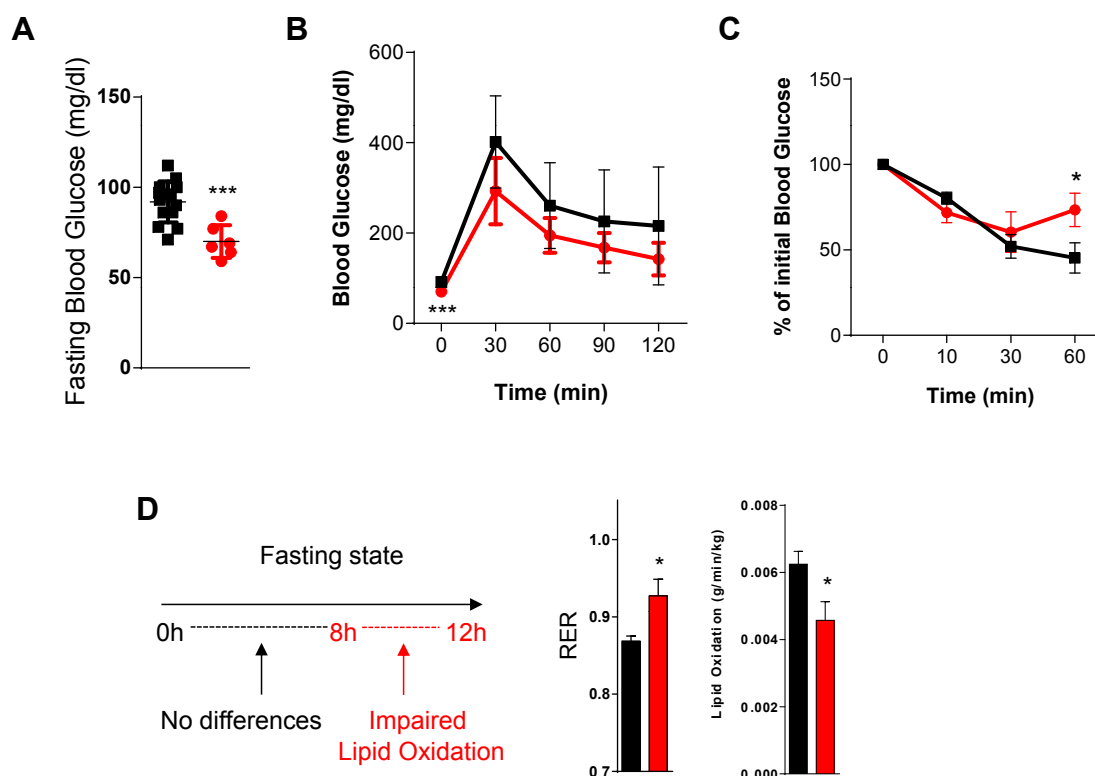 A
Fasting Blood Glucose (mg/dl)
150
100
50
0
***
B
Blood Glucose (mg/dl)
600
400
200
0
***
0 30 60 90 120
Time (min)
C
% of initial Blood Glucose
150
100
50
0
*
0 10 30 60
Time (min)
D
Fasting state
0h 8h 12h
No differences
Impaired
Lipid Oxidation
RER
1.0
0.9
0.8
0.7
*
Lipid Oxidation (g/min/kg)
0.008
0.006
0.004
0.002
0.000
*